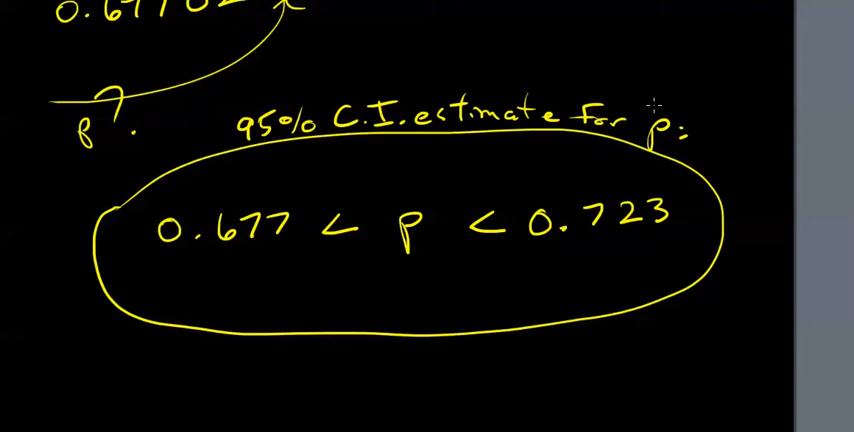 p?.
95% C.I. estimate for p:
0.677 < p < 0.723